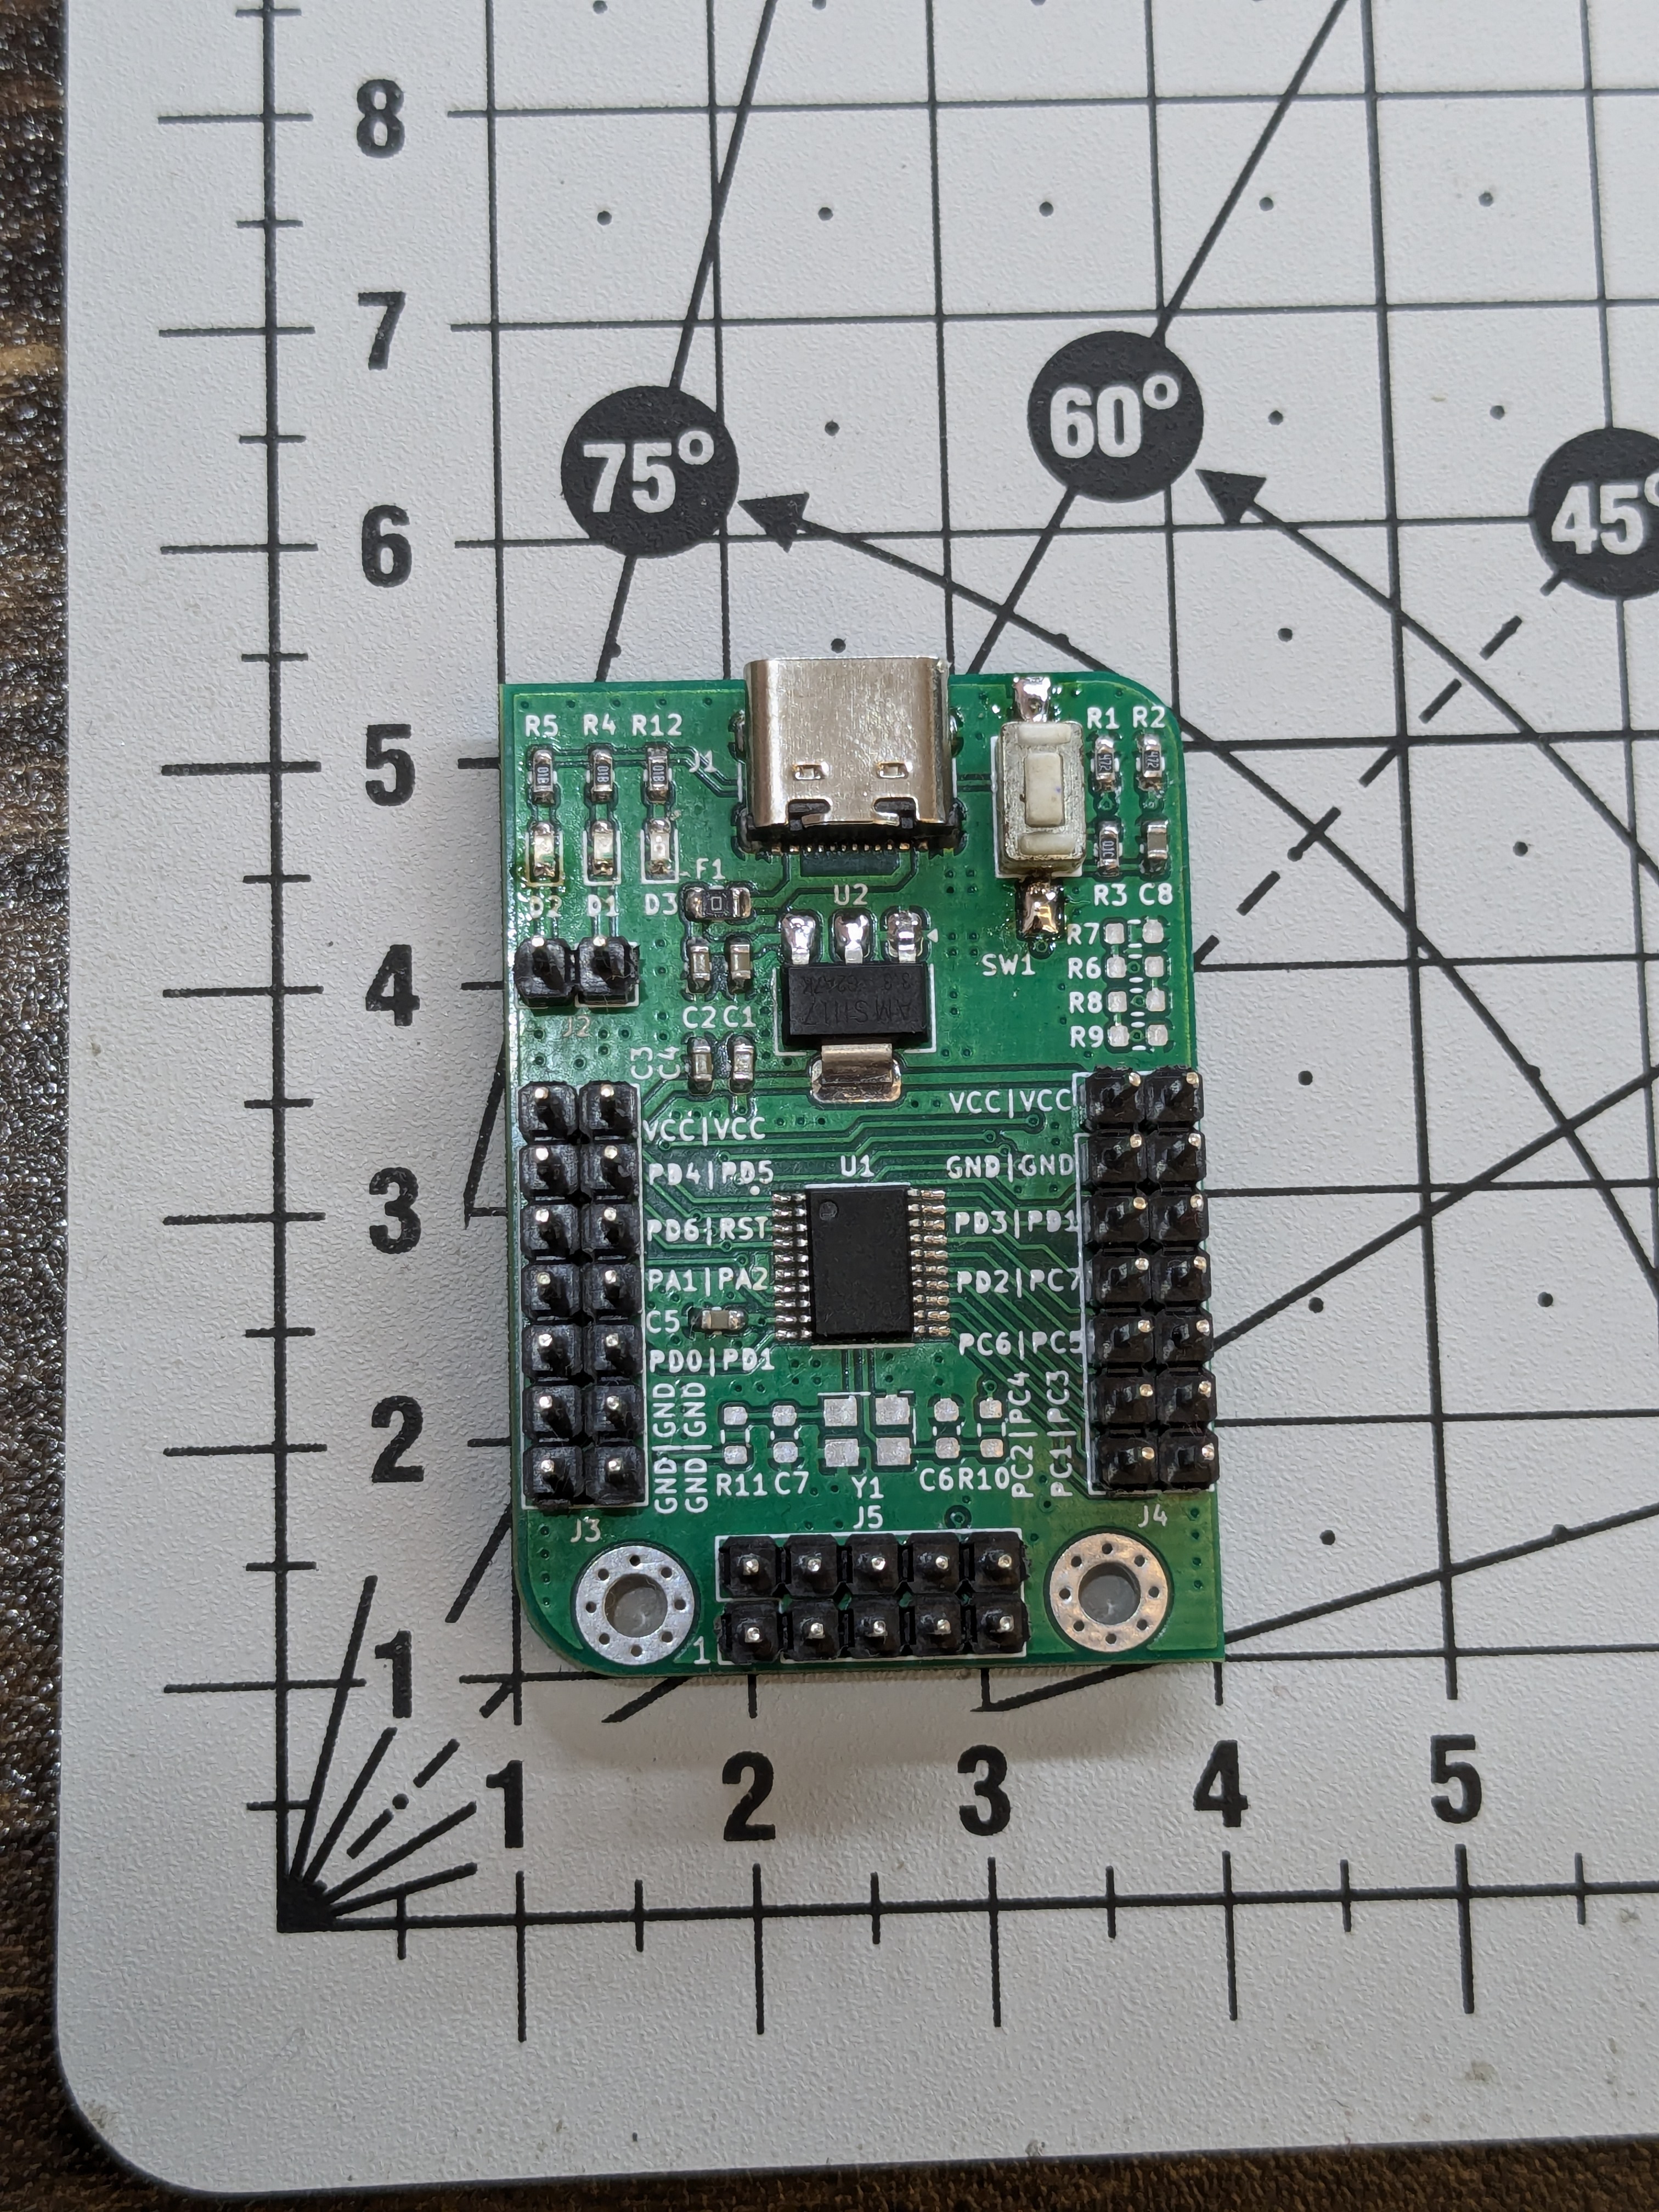 8
7
75°
60°
6
45°
5
R5 R4 R12
J1
R1 R2
D2 D1 D3
F1
U2
R3 C8
SW1
R7
R6
R8
R9
4
J2
AMS1117
C2 C1
C3
C4
VCC|VCC
VCC|VCC
PD4|PD5
U1
GND|GND
3
PD6|RST
PD3|PD1
PA1|PA2
PD2|PC7
C5
PC6|PC5
PD0|PD1
GND|GND
GND|GND
PC2|PC4
PC1|PC3
2
R11 C7
Y1
C6 R10
J3
J5
J4
1
1
1
2
3
4
5